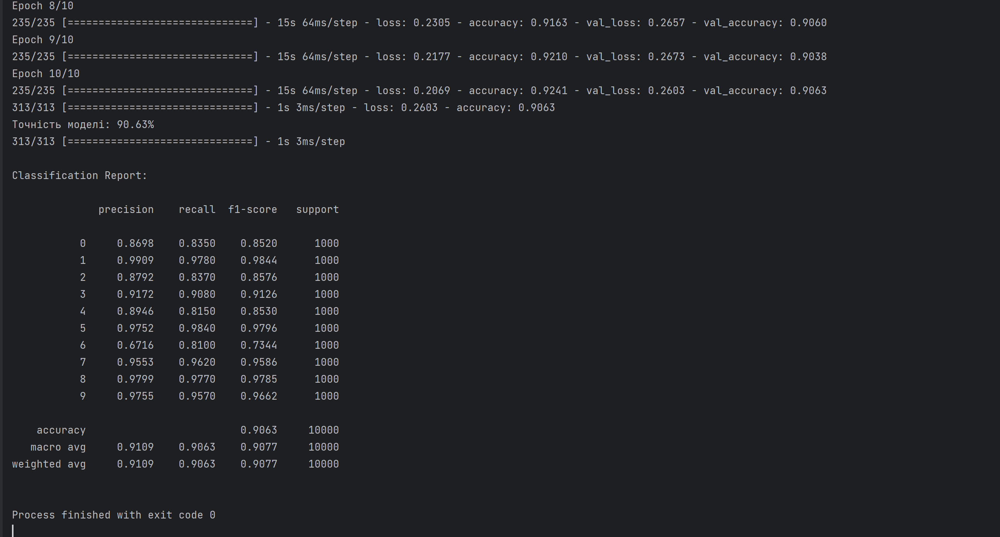 Epoch 8/10
235/235 [==============================] - 15s 64ms/step - loss: 0.2305 - accuracy: 0.9163 - val_loss: 0.2657 - val_accuracy: 0.9060
Epoch 9/10
235/235 [==============================] - 15s 64ms/step - loss: 0.2177 - accuracy: 0.9210 - val_loss: 0.2673 - val_accuracy: 0.9038
Epoch 10/10
235/235 [==============================] - 15s 64ms/step - loss: 0.2069 - accuracy: 0.9241 - val_loss: 0.2603 - val_accuracy: 0.9063
313/313 [==============================] - 1s 3ms/step - loss: 0.2603 - accuracy: 0.9063
Точність моделі: 90.63%
313/313 [==============================] - 1s 3ms/step
Classification Report:
precision recall f1-score support
0 0.8698 0.8350 0.8520 1000
1 0.9909 0.9780 0.9844 1000
2 0.8792 0.8370 0.8576 1000
3 0.9172 0.9080 0.9126 1000
4 0.8946 0.8150 0.8530 1000
5 0.9752 0.9840 0.9796 1000
6 0.6716 0.8100 0.7344 1000
7 0.9553 0.9620 0.9586 1000
8 0.9799 0.9770 0.9785 1000
9 0.9755 0.9570 0.9662 1000
accuracy 0.9063 10000
macro avg 0.9109 0.9063 0.9077 10000
weighted avg 0.9109 0.9063 0.9077 10000
Process finished with exit code 0